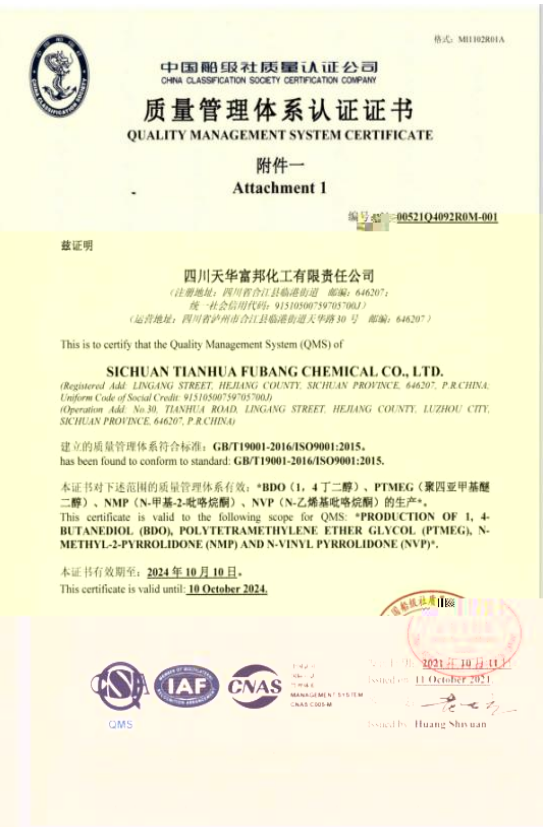 格式: MI1102R01A
中国船级社质量认证公司
CHINA CLASSIFICATION SOCIETY CERTIFICATION COMPANY
质量管理体系认证证书
QUALITY MANAGEMENT SYSTEM CERTIFICATE
附件一
Attachment 1
编号 00521Q4092R0M-001
兹证明
四川天华富邦化工有限责任公司
(注册地址: 四川省合江县临港街道 邮编: 646207;
统一社会信用代码: 91510500759705700J)
(运营地址: 四川省泸州市合江县临港街道天华路30号 邮编: 646207)
This is to certify that the Quality Management System (QMS) of
SICHUAN TIANHUA FUBANG CHEMICAL CO., LTD.
(Registered Add: LINGANG STREET, HEJIANG COUNTY, SICHUAN PROVINCE, 646207, P.R.CHINA;
Uniform Code of Social Credit: 91510500759705700J)
(Operation Add: No.30, TIANHUA ROAD, LINGANG STREET, HEJIANG COUNTY, LUZHOU CITY,
SICHUAN PROVINCE, 646207, P.R.CHINA)
建立的质量管理体系符合标准: GB/T19001-2016/ISO9001:2015。
has been found to conform to standard: GB/T19001-2016/ISO9001:2015.
本证书对下述范围的质量管理体系有效: *BDO (1, 4丁二醇)、PTMEG (聚四亚甲基醚
二醇)、NMP (N-甲基-2-吡咯烷酮)、NVP (N-乙烯基吡咯烷酮) 的生产*。
This certificate is valid to the following scope for QMS: *PRODUCTION OF 1, 4-
BUTANEDIOL (BDO), POLYTETRAMETHYLENE ETHER GLYCOL (PTMEG), N-
METHYL-2-PYRROLIDONE (NMP) AND N-VINYL PYRROLIDONE (NVP)*.
本证书有效期至: 2024年10月10日。
This certificate is valid until: 10 October 2024.
国船级社质
2021年10月11
Issued on 11 October 2021
IAF
CNAS
MANAGEMENT SYSTEM
CNAS C005-M
QMS
Issued by Huang Shiyuan